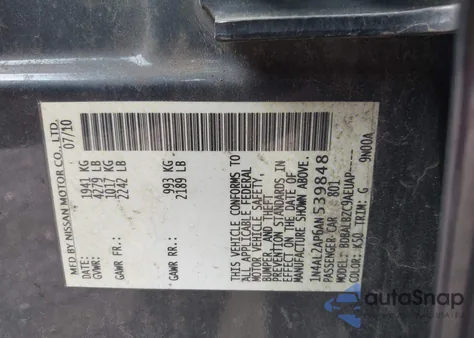 MFD BY NISSAN MOTOR CO., LTD.
DATE: 07/10
GVWR: 1941 KG
4279 LB
GAWR FR: 1017 KG
2242 LB
GAWR RR: 993 KG
2189 LB
THIS VEHICLE CONFORMS TO
ALL APPLICABLE FEDERAL
MOTOR VEHICLE SAFETY,
BUMPER, AND THEFT
PREVENTION STANDARDS IN
EFFECT ON THE DATE OF
MANUFACTURE SHOWN ABOVE.
1N4AL2AP6AN539848
PASSENGER CAR R01
MODEL:
COLOR: K50 TRIM: G 9N00A
autoSnap